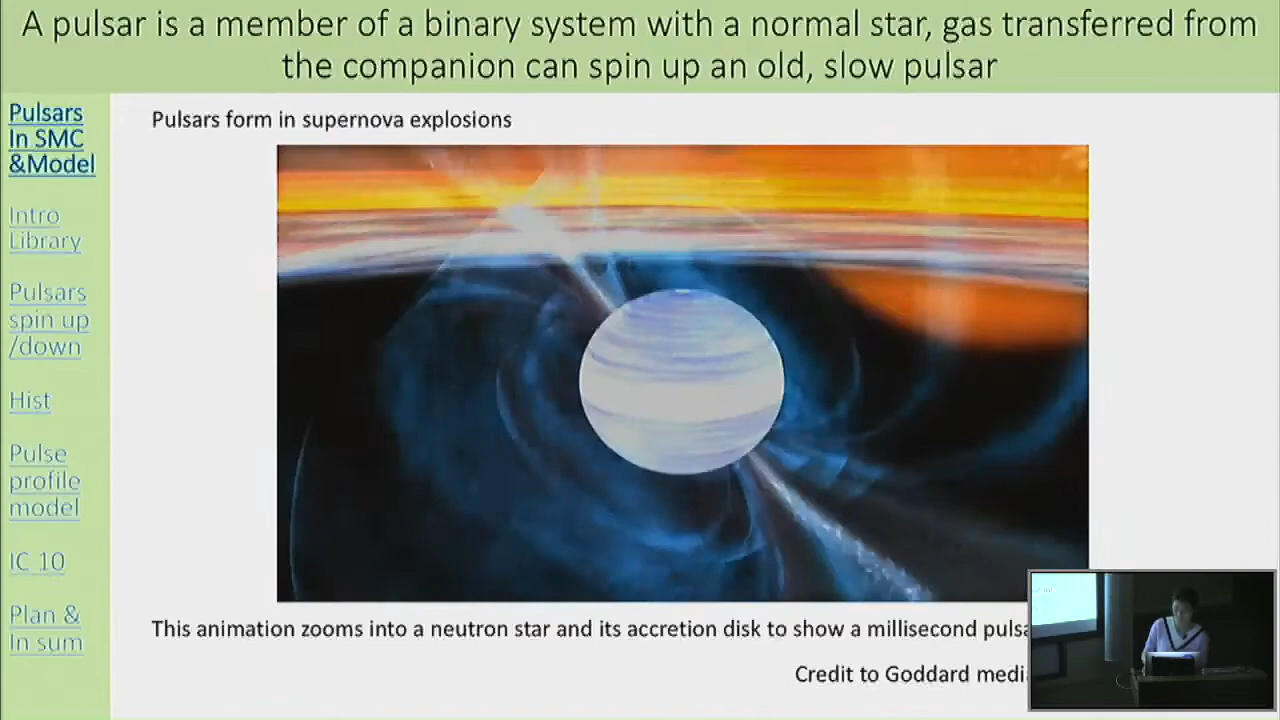 A pulsar is a member of a binary system with a normal star, gas transferred from
the companion can spin up an old, slow pulsar
Pulsars
In SMC
&Model
Intro
Library
Pulsars
spin up
/down
Hist
Pulse
profile
model
IC 10
Plan &
In sum
Pulsars form in supernova explosions
This animation zooms into a neutron star and its accretion disk to show a millisecond
Credit to Goddard